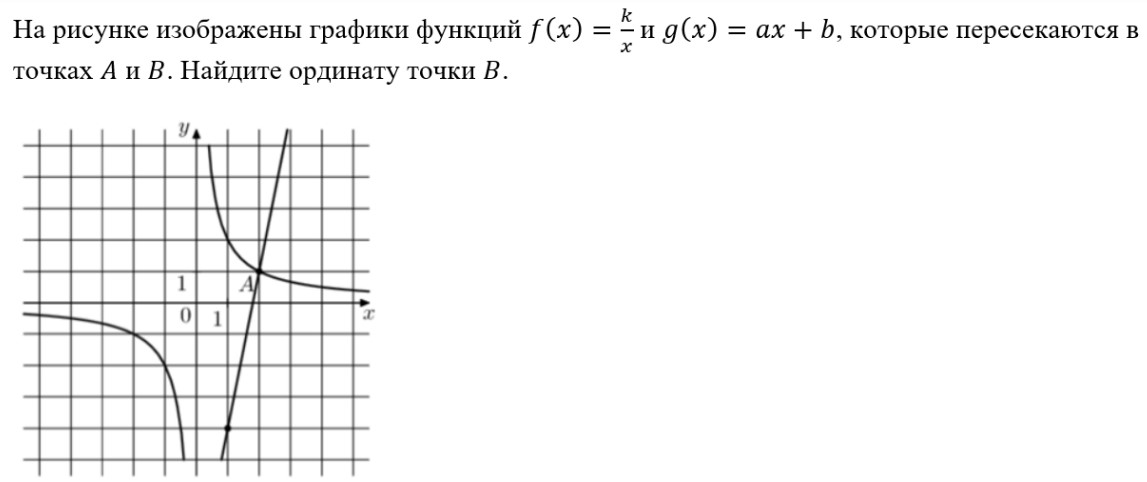 На рисунке изображены графики функций f(x) = k/x и g(x) = ax + b, которые пересекаются в
точках A и B. Найдите ординату точки B.
y
1 A
0 1 x